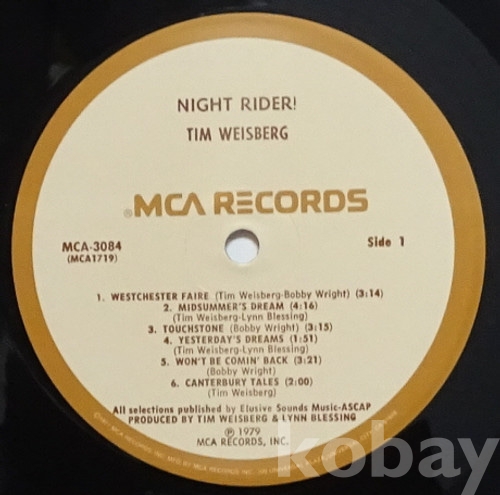 NIGHT RIDER!
TIM WEISBERG
®MCA RECORDS
MCA-3084
(MCA1719)
Side 1
1. WESTCHESTER FAIRE (Tim Weisberg-Bobby Wright) (3:14)
2. MIDSUMMER'S DREAM (4:16)
(Tim Weisberg-Lynn Blessing)
3. TOUCHSTONE (Bobby Wright) (3:15)
4. YESTERDAY'S DREAMS (1:51)
(Tim Weisberg-Lynn Blessing)
5. WON'T BE COMIN' BACK (3:21)
(Bobby Wright)
6. CANTERBURY TALES (2:00)
(Tim Weisberg)
All selections published by Elusive Sounds Music-ASCAP
PRODUCED BY TIM WEISBERG & LYNN BLESSING
℗ 1979
MCA RECORDS, INC.
kobay